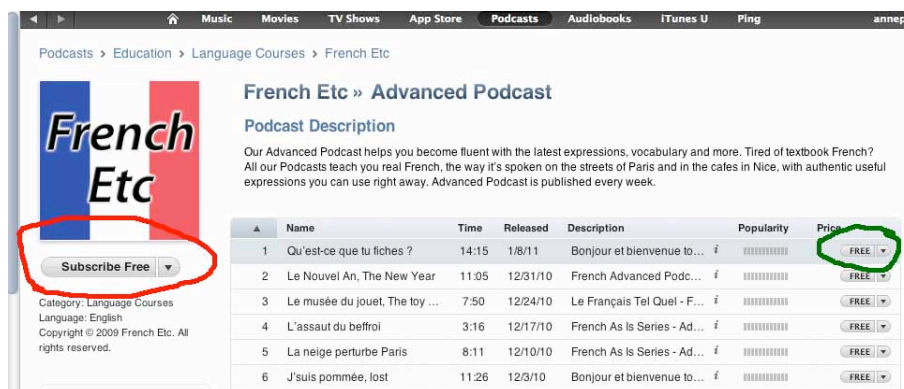 Music Movies TV Shows App Store Podcasts Audiobooks iTunes U Ping annep
Podcasts > Education > Language Courses > French Etc
French
Etc
Subscribe Free
Category: Language Courses
Language: English
Copyright © 2009 French Etc. All
rights reserved.
French Etc » Advanced Podcast
Podcast Description
Our Advanced Podcast helps you become fluent with the latest expressions, vocabulary and more. Tired of textbook French?
All our Podcasts teach you real French, the way it's spoken on the streets of Paris and in the cafes in Nice, with authentic useful
expressions you can use right away. Advanced Podcast is published every week.
Name Time Released Description Popularity Price
1 Qu'est-ce que tu fiches ? 14:15 1/8/11 Bonjour et bienvenue to... i FREE
2 Le Nouvel An, The New Year 11:05 12/31/10 French Advanced Podc... i FREE
3 Le musée du jouet, The toy ... 7:50 12/24/10 Le Français Tel Quel - F... i FREE
4 L'assaut du beffroi 3:16 12/17/10 French As Is Series - Ad... i FREE
5 La neige perturbe Paris 8:11 12/10/10 French As Is Series - Ad... i FREE
6 J'suis pommée, lost 11:26 12/3/10 Bonjour et bienvenue to... i FREE